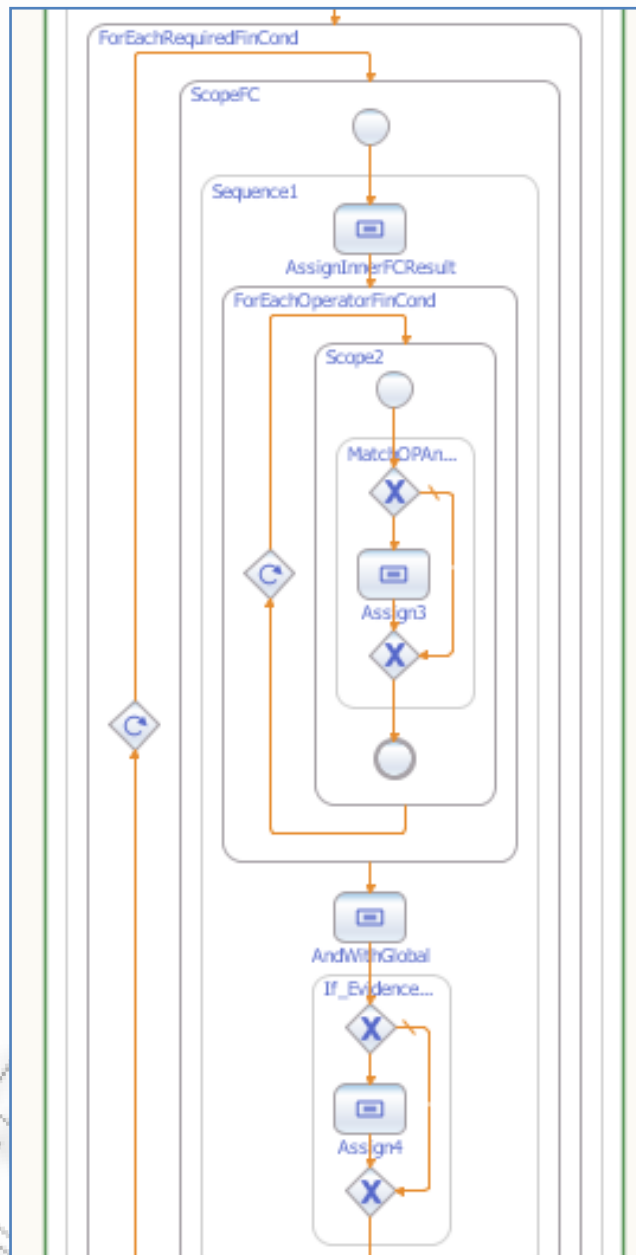 ForEachRequiredFinCond
ScopeFC
Sequence1
AssignInnerFCResult
ForEachOperatorFinCond
Scope2
MatchOPAn...
X
Assign3
X
AndWithGlobal
If_Evidence...
X
Assign4
X